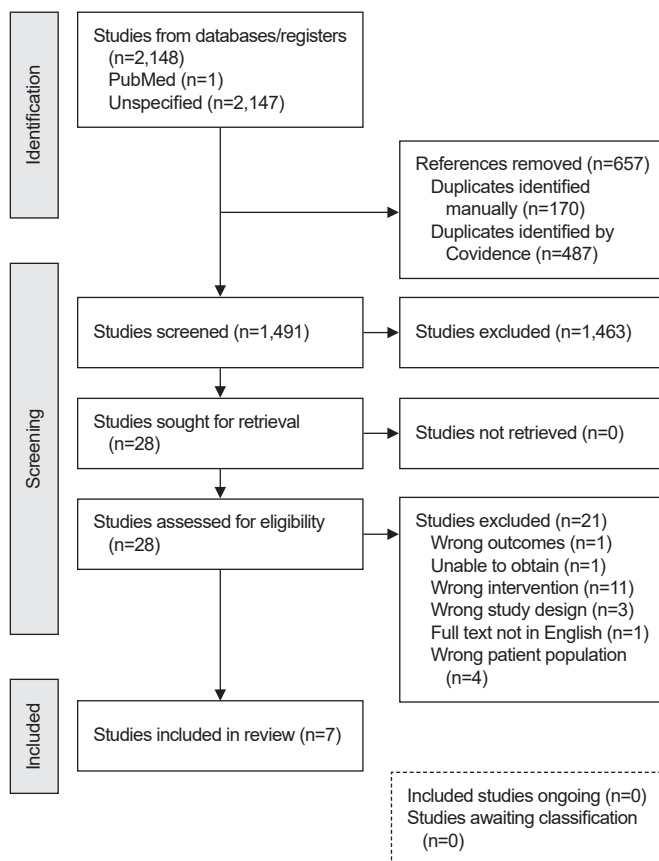 Identification
Studies from databases/registers
(n=2,148)
PubMed (n=1)
Unspecified (n=2,147)
References removed (n=657)
Duplicates identified
manually (n=170)
Duplicates identified by
Covidence (n=487)
Screening
Studies screened (n=1,491)
Studies excluded (n=1,463)
Studies sought for retrieval
(n=28)
Studies not retrieved (n=0)
Studies assessed for eligibility
(n=28)
Studies excluded (n=21)
Wrong outcomes (n=1)
Unable to obtain (n=1)
Wrong intervention (n=11)
Wrong study design (n=3)
Full text not in English (n=1)
Wrong patient population
(n=4)
Included
Studies included in review (n=7)
Included studies ongoing (n=0)
Studies awaiting classification
(n=0)